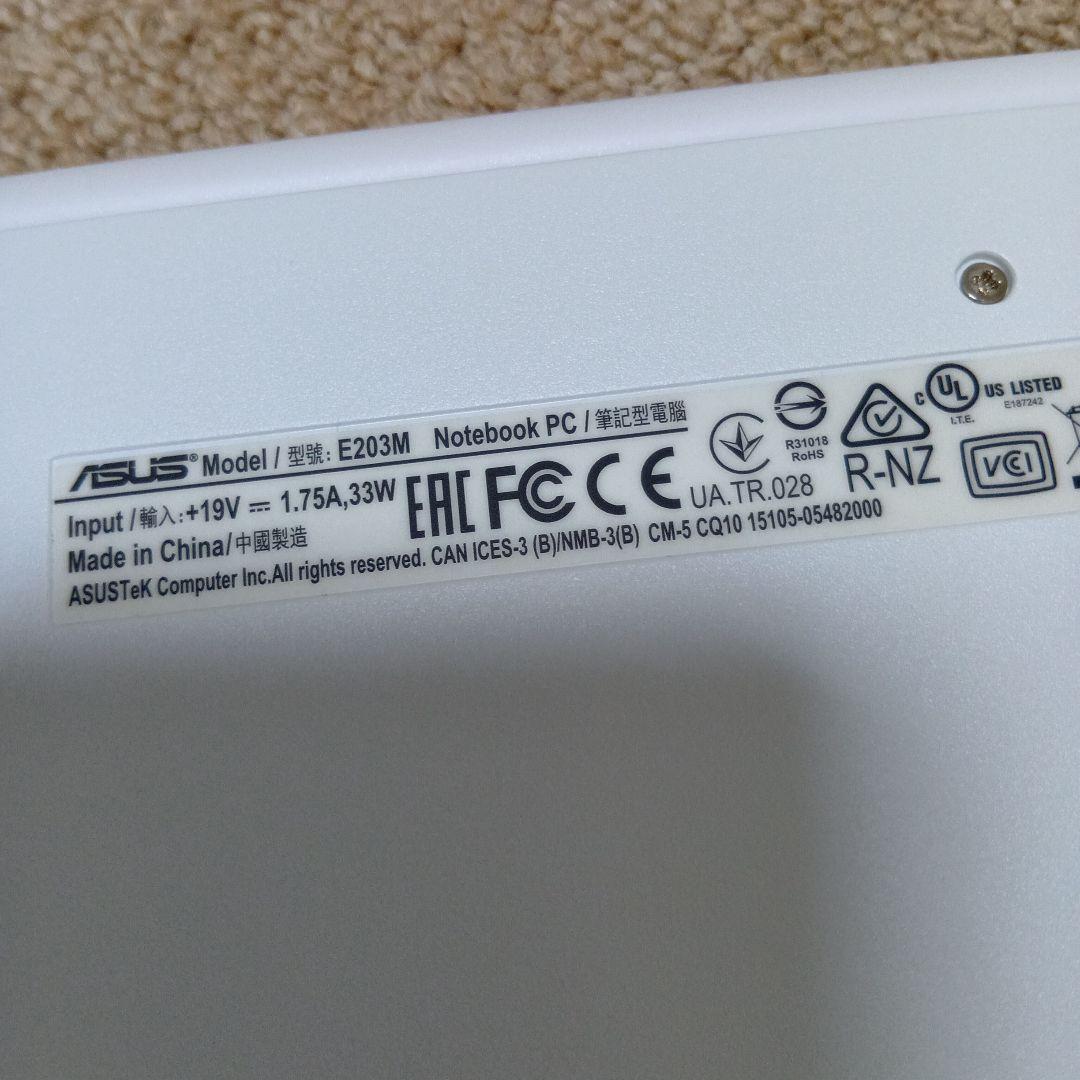 ASUS® Model / 型號: E203M Notebook PC / 筆記型電腦
Input / 輸入: +19V ⎓ 1.75A, 33W
Made in China/中國製造
ASUSTeK Computer Inc.All rights reserved. CAN ICES-3 (B)/NMB-3(B) CM-5 CQ10 15105-05482000
EAC FC CE
UA.TR.028
R31018
RoHS
R-NZ
C UL US LISTED
I.T.E.
E187242
VCCI